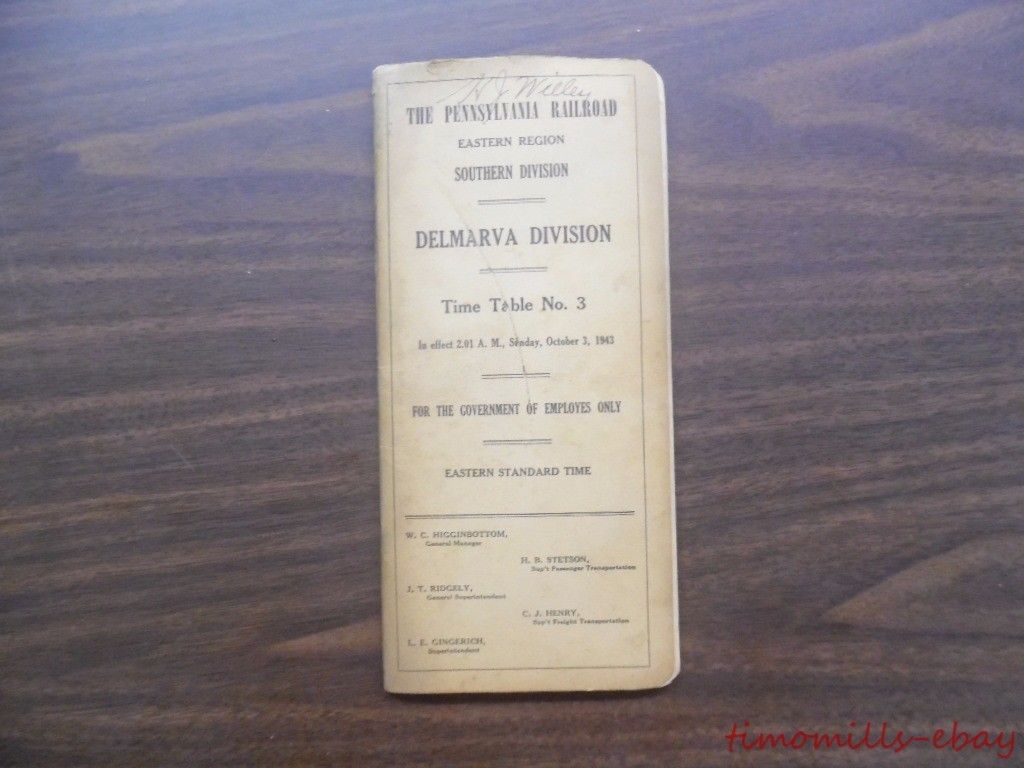 H J Willey
THE PENNSYLVANIA RAILROAD
EASTERN REGION
SOUTHERN DIVISION
DELMARVA DIVISION
Time Table No. 3
In effect 2.01 A. M., Sunday, October 3, 1943
FOR THE GOVERNMENT OF EMPLOYES ONLY
EASTERN STANDARD TIME
W. C. HIGGINBOTTOM,
General Manager
H. B. STETSON,
Sup't Passenger Transportation
J. T. RIDGELY,
General Superintendent
C. J. HENRY,
Sup't Freight Transportation
L. E. GINGERICH,
Superintendent
timomills-ebay